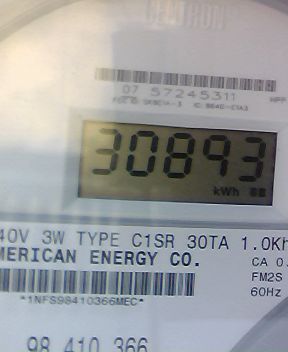 CENTRON
07 57245311
30893
kWh
40V 3W TYPE C1SR 30TA 1.0Kh
MERICAN ENERGY CO.
CA 0.
FM2S
60Hz
*1NFS98410366MEC*
98 410 366